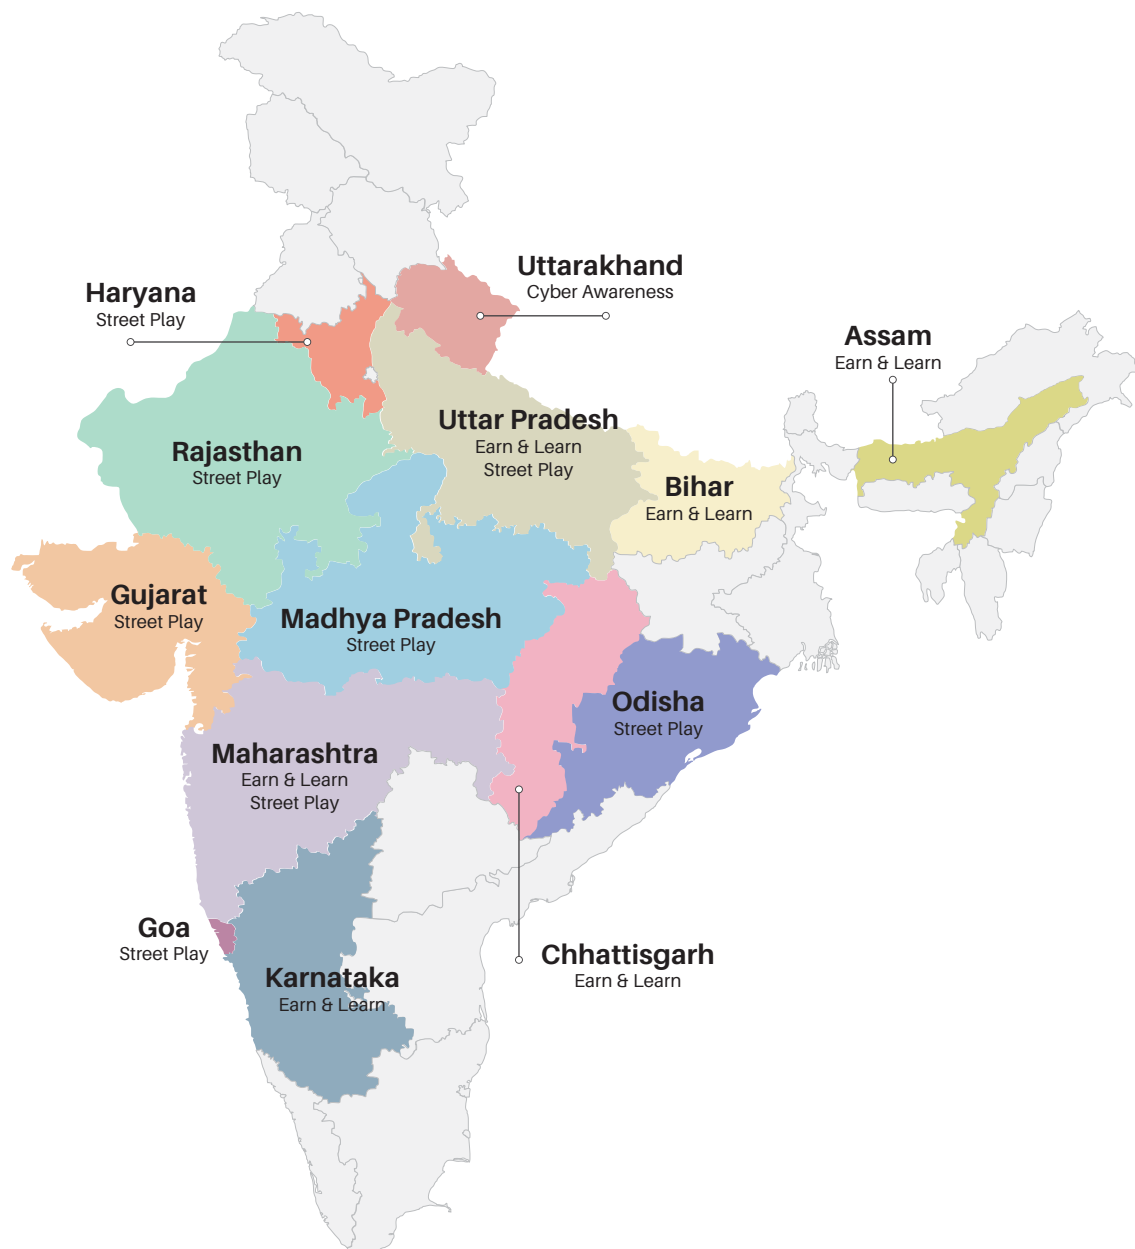 Uttarakhand
Cyber Awareness
Haryana
Street Play
Assam
Earn & Learn
Uttar Pradesh
Earn & Learn
Street Play
Rajasthan
Street Play
Bihar
Earn & Learn
Gujarat
Street Play
Madhya Pradesh
Street Play
Odisha
Street Play
Maharashtra
Earn & Learn
Street Play
Goa
Street Play
Chhattisgarh
Earn & Learn
Karnataka
Earn & Learn